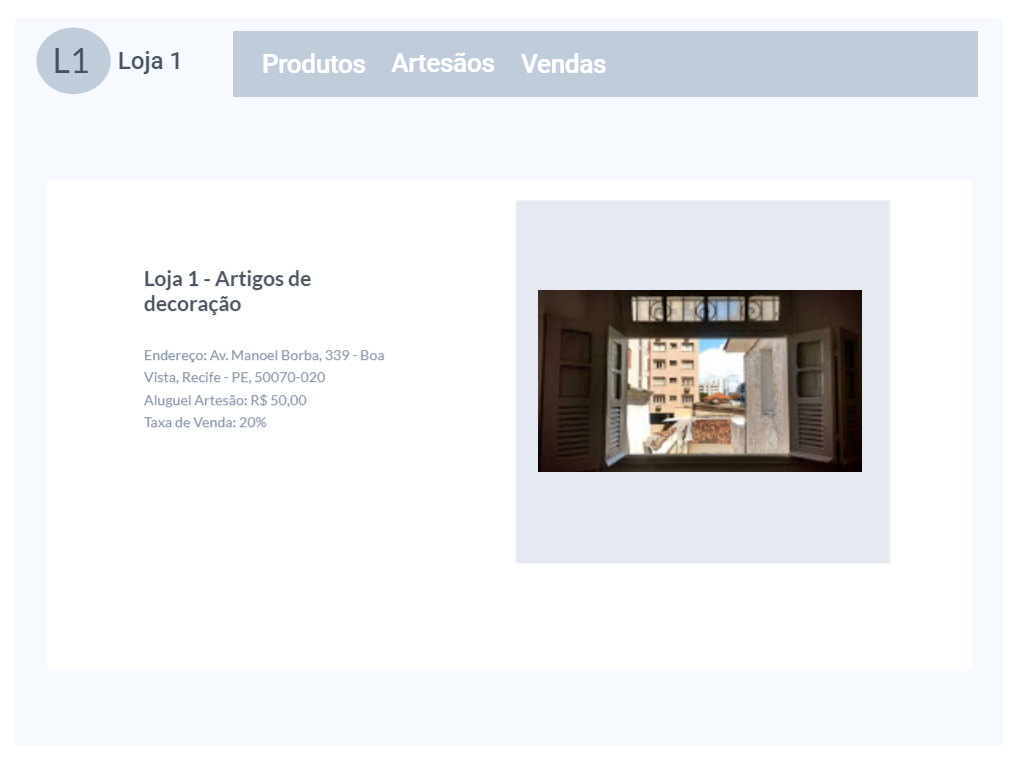 L1
Loja 1
Produtos
Artesãos
Vendas
Loja 1 - Artigos de
decoração
Endereço: Av. Manoel Borba, 339 - Boa
Vista, Recife - PE, 50070-020
Aluguel Artesão: R$ 50,00
Taxa de Venda: 20%